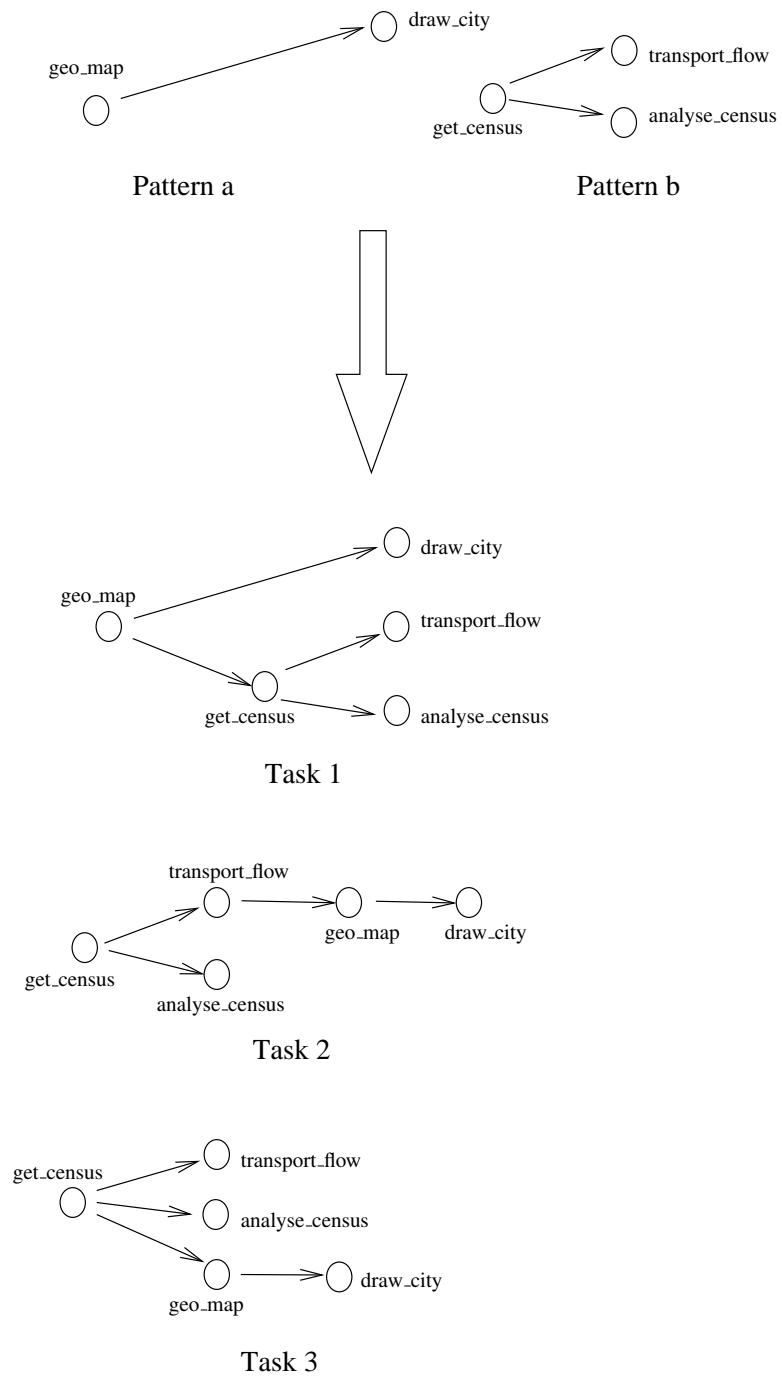 draw_city
geo_map
transport_flow
get_census
analyse_census
Pattern a
Pattern b
draw_city
geo_map
transport_flow
get_census
analyse_census
Task 1
transport_flow
geo_map
draw_city
get_census
analyse_census
Task 2
get_census
transport_flow
analyse_census
geo_map
draw_city
Task 3